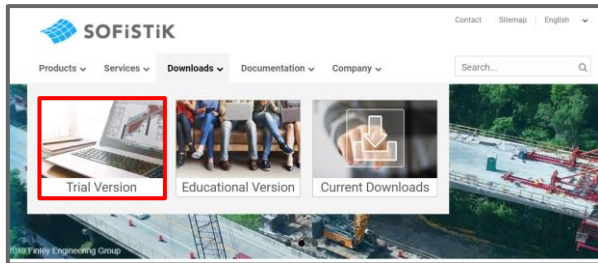 Contact Sitemap English
SOFiSTiK
Products Services Downloads Documentation Company Search...
Trial Version Educational Version Current Downloads
Finley Engineering Group